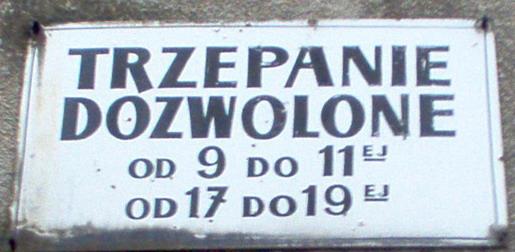 TRZEPANIE
DOZWOLONE
OD 9 DO 11EJ
OD 17 DO 19EJ